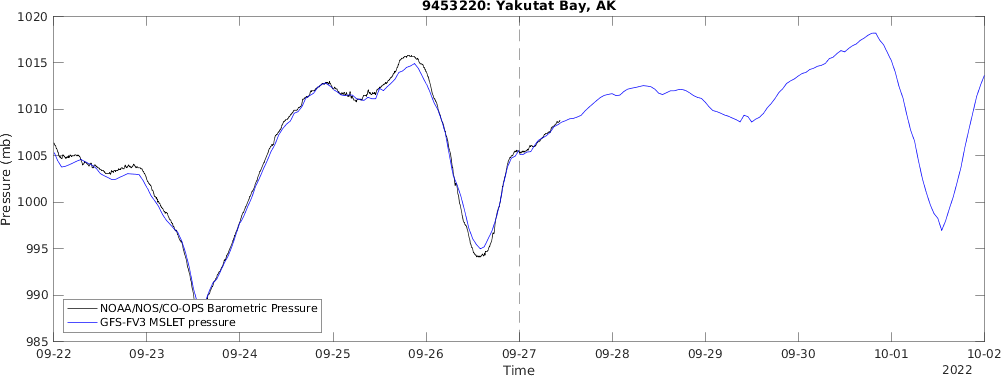 9453220: Yakutat Bay, AK
1020
1015
1010
1005
1000
995
990
985
Pressure (mb)
NOAA/NOS/CO-OPS Barometric Pressure
GFS-FV3 MSLET pressure
09-22 09-23 09-24 09-25 09-26 09-27 09-28 09-29 09-30 10-01 10-02
Time
2022